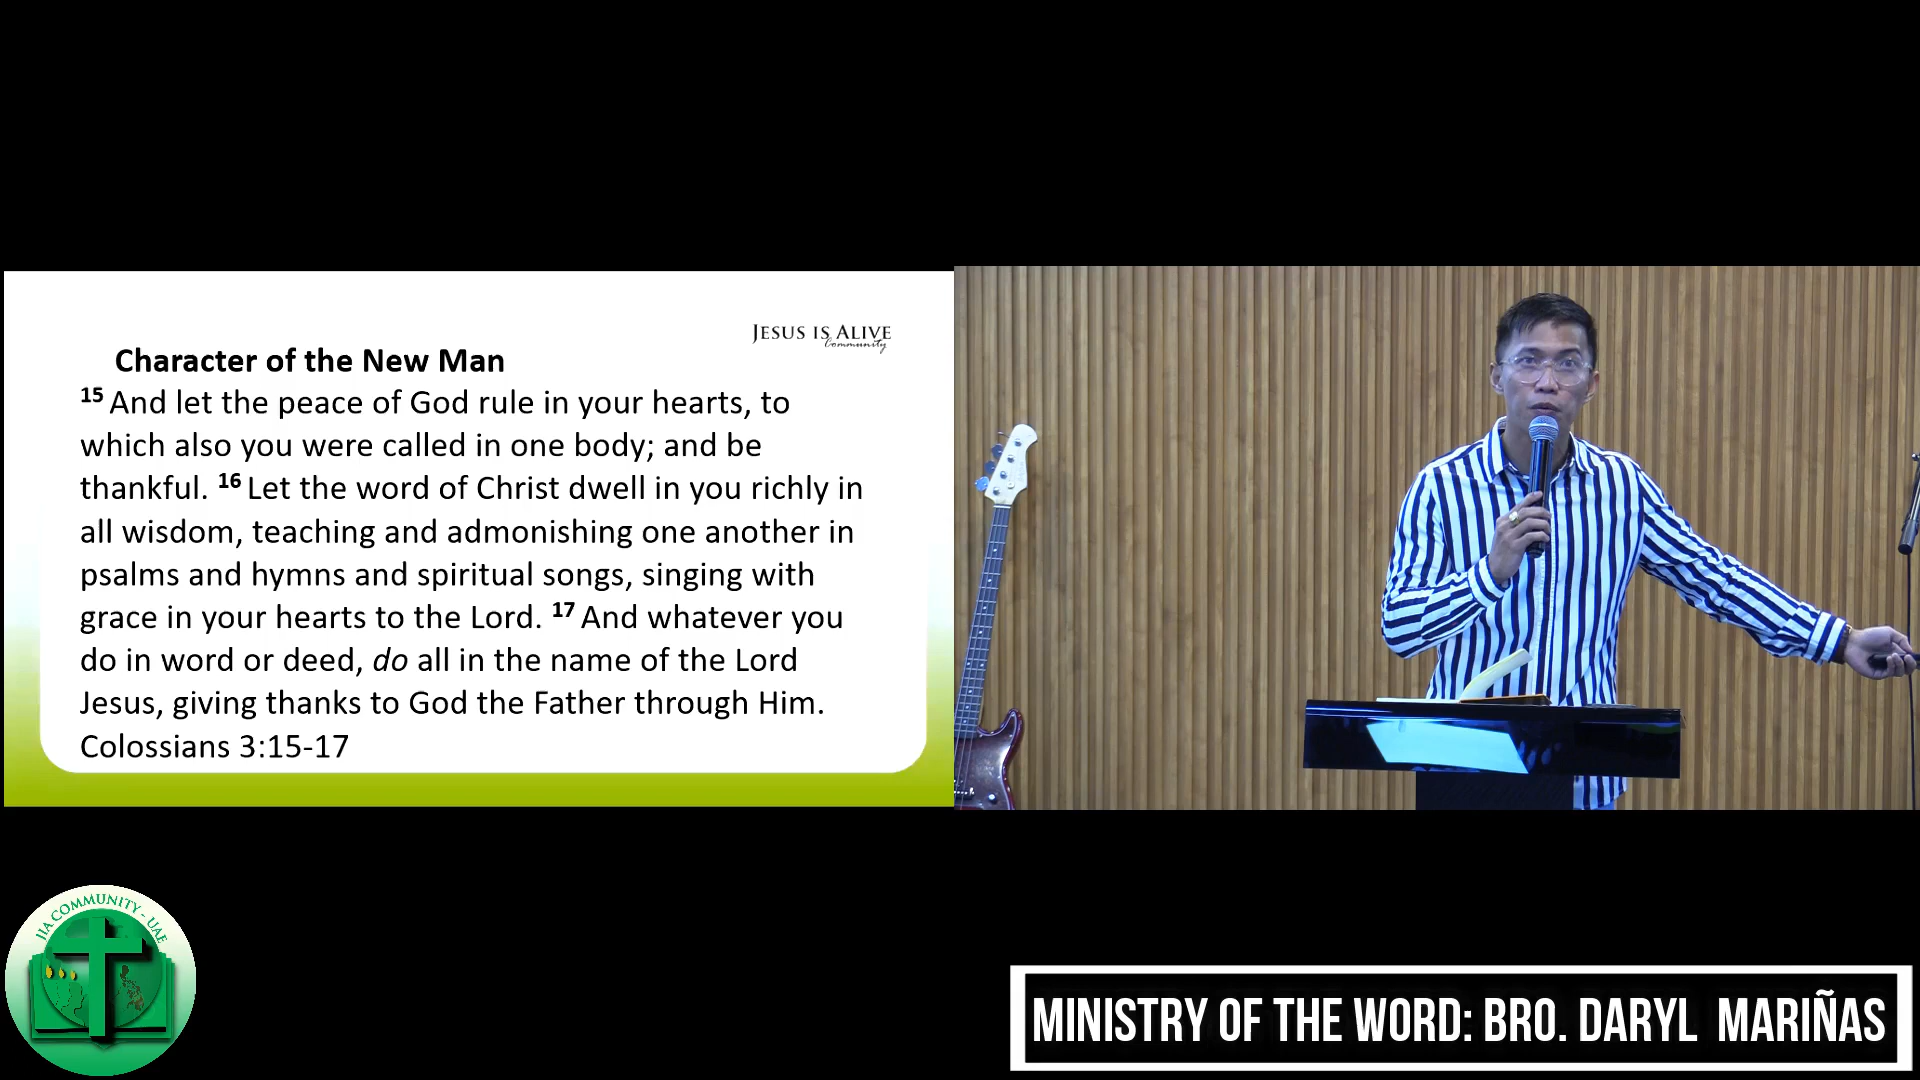 JESUS IS ALIVE
Community
Character of the New Man
15 And let the peace of God rule in your hearts, to
which also you were called in one body; and be
thankful. 16 Let the word of Christ dwell in you richly in
all wisdom, teaching and admonishing one another in
psalms and hymns and spiritual songs, singing with
grace in your hearts to the Lord. 17 And whatever you
do in word or deed, do all in the name of the Lord
Jesus, giving thanks to God the Father through Him.
Colossians 3:15-17
JIA COMMUNITY - UAE
MINISTRY OF THE WORD: BRO. DARYL MARIÑAS